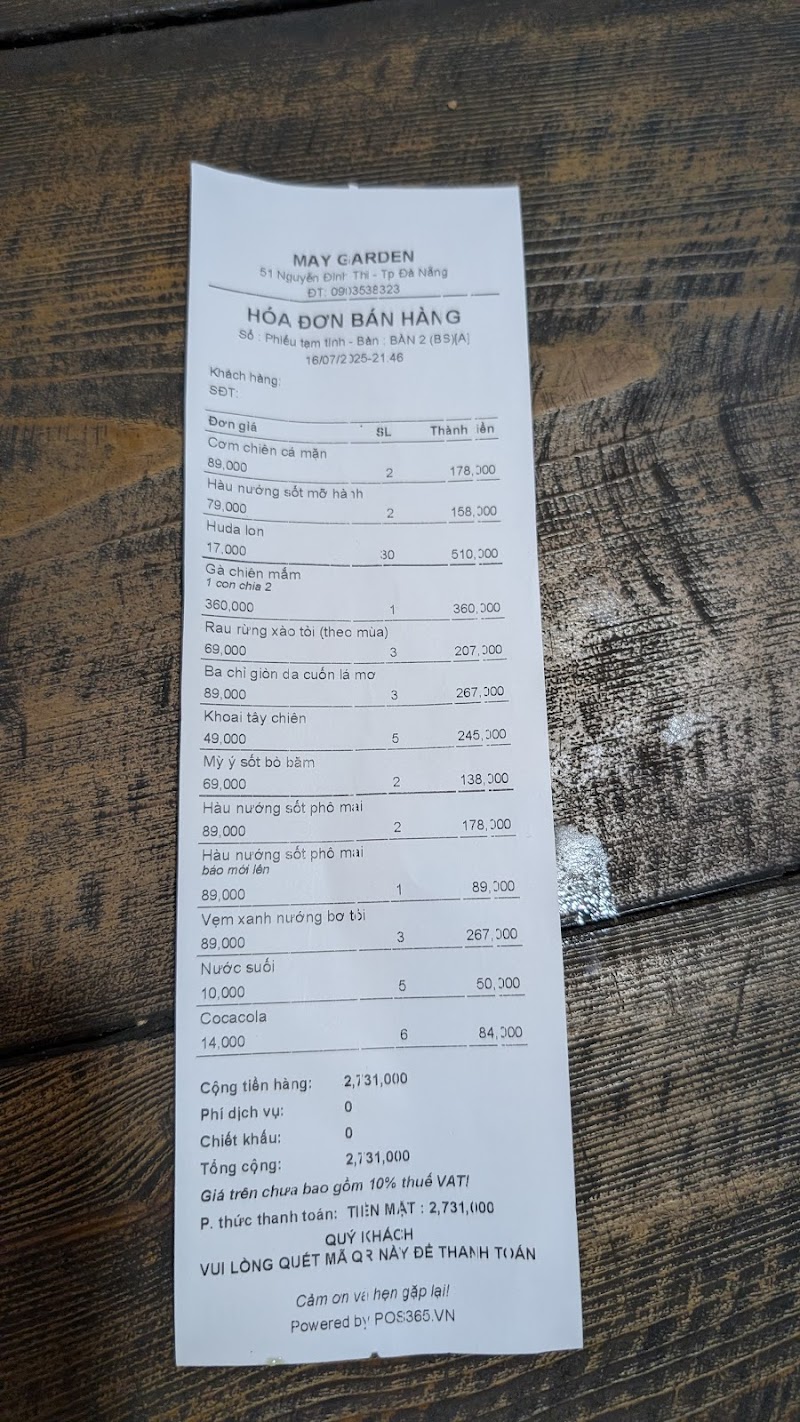 MAY GARDEN
51 Nguyễn Đình Thi - Tp Đà Nẵng
ĐT: 0903538323
HÓA ĐƠN BÁN HÀNG
Số : Phiếu tạm tính - Bàn : BÀN 2 (BS)[A]
16/07/2025-21:46
Khách hàng:
SĐT:
Đơn giá SL Thành tiền
Cơm chiên cá mặn
89,000 2 178,000
Hàu nướng sốt mỡ hành
79,000 2 158,000
Huda lon
17,000 30 510,000
Gà chiên mắm
1 con chia 2
360,000 1 360,000
Rau rừng xào tỏi (theo mùa)
69,000 3 207,000
Ba chỉ giòn da cuốn lá mơ
89,000 3 267,000
Khoai tây chiên
49,000 5 245,000
Mỳ ý sốt bò bằm
69,000 2 138,000
Hàu nướng sốt phô mai
89,000 2 178,000
Hàu nướng sốt phô mai
báo mới lên
89,000 1 89,000
Vẹm xanh nướng bơ tỏi
89,000 3 267,000
Nước suối
10,000 5 50,000
Cocacola
14,000 6 84,000
Cộng tiền hàng: 2,731,000
Phí dịch vụ: 0
Chiết khấu: 0
Tổng cộng: 2,731,000
Giá trên chưa bao gồm 10% thuế VAT!
P. thức thanh toán: TIỀN MẶT : 2,731,000
QUÝ KHÁCH
VUI LÒNG QUÉT MÃ QR NÀY ĐỂ THANH TOÁN
Cảm ơn và hẹn gặp lại!
Powered by POS365.VN